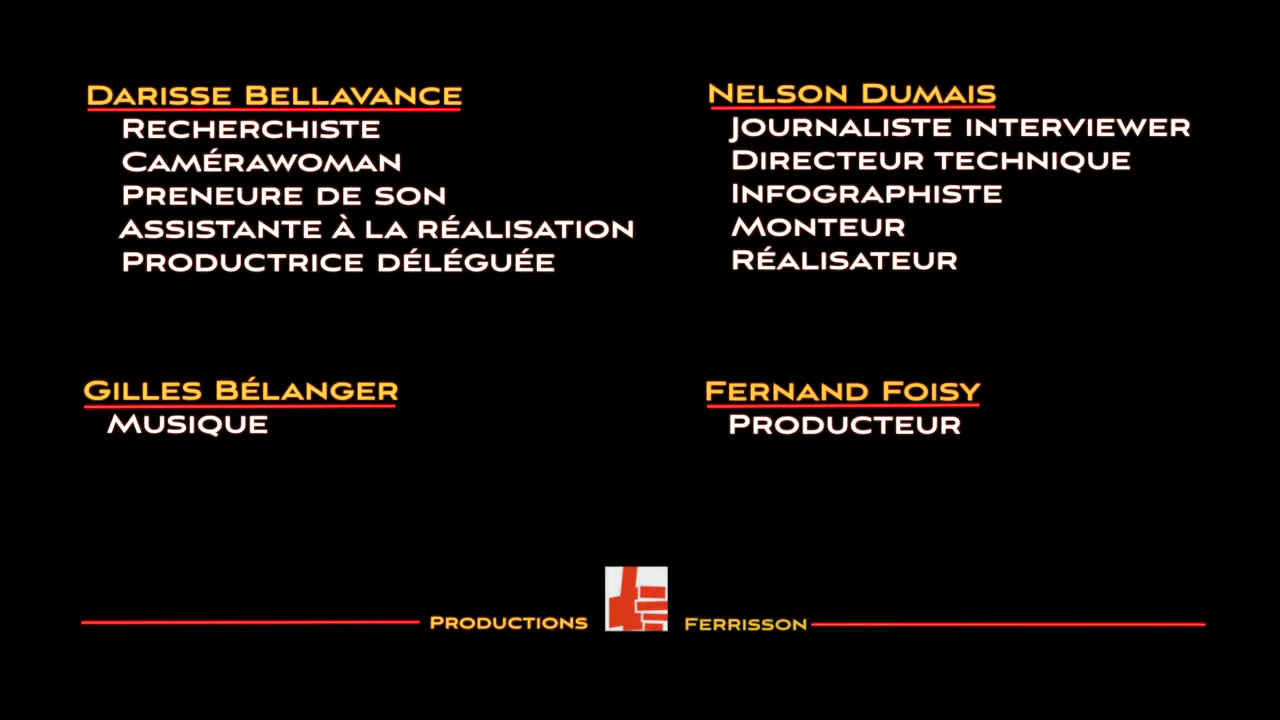 Darisse Bellavance
Recherchiste
Camérawoman
Preneure de son
Assistante à la réalisation
Productrice déléguée
Nelson Dumais
Journaliste interviewer
Directeur technique
Infographiste
Monteur
Réalisateur
Gilles Bélanger
Musique
Fernand Foisy
Producteur
Productions Ferrisson